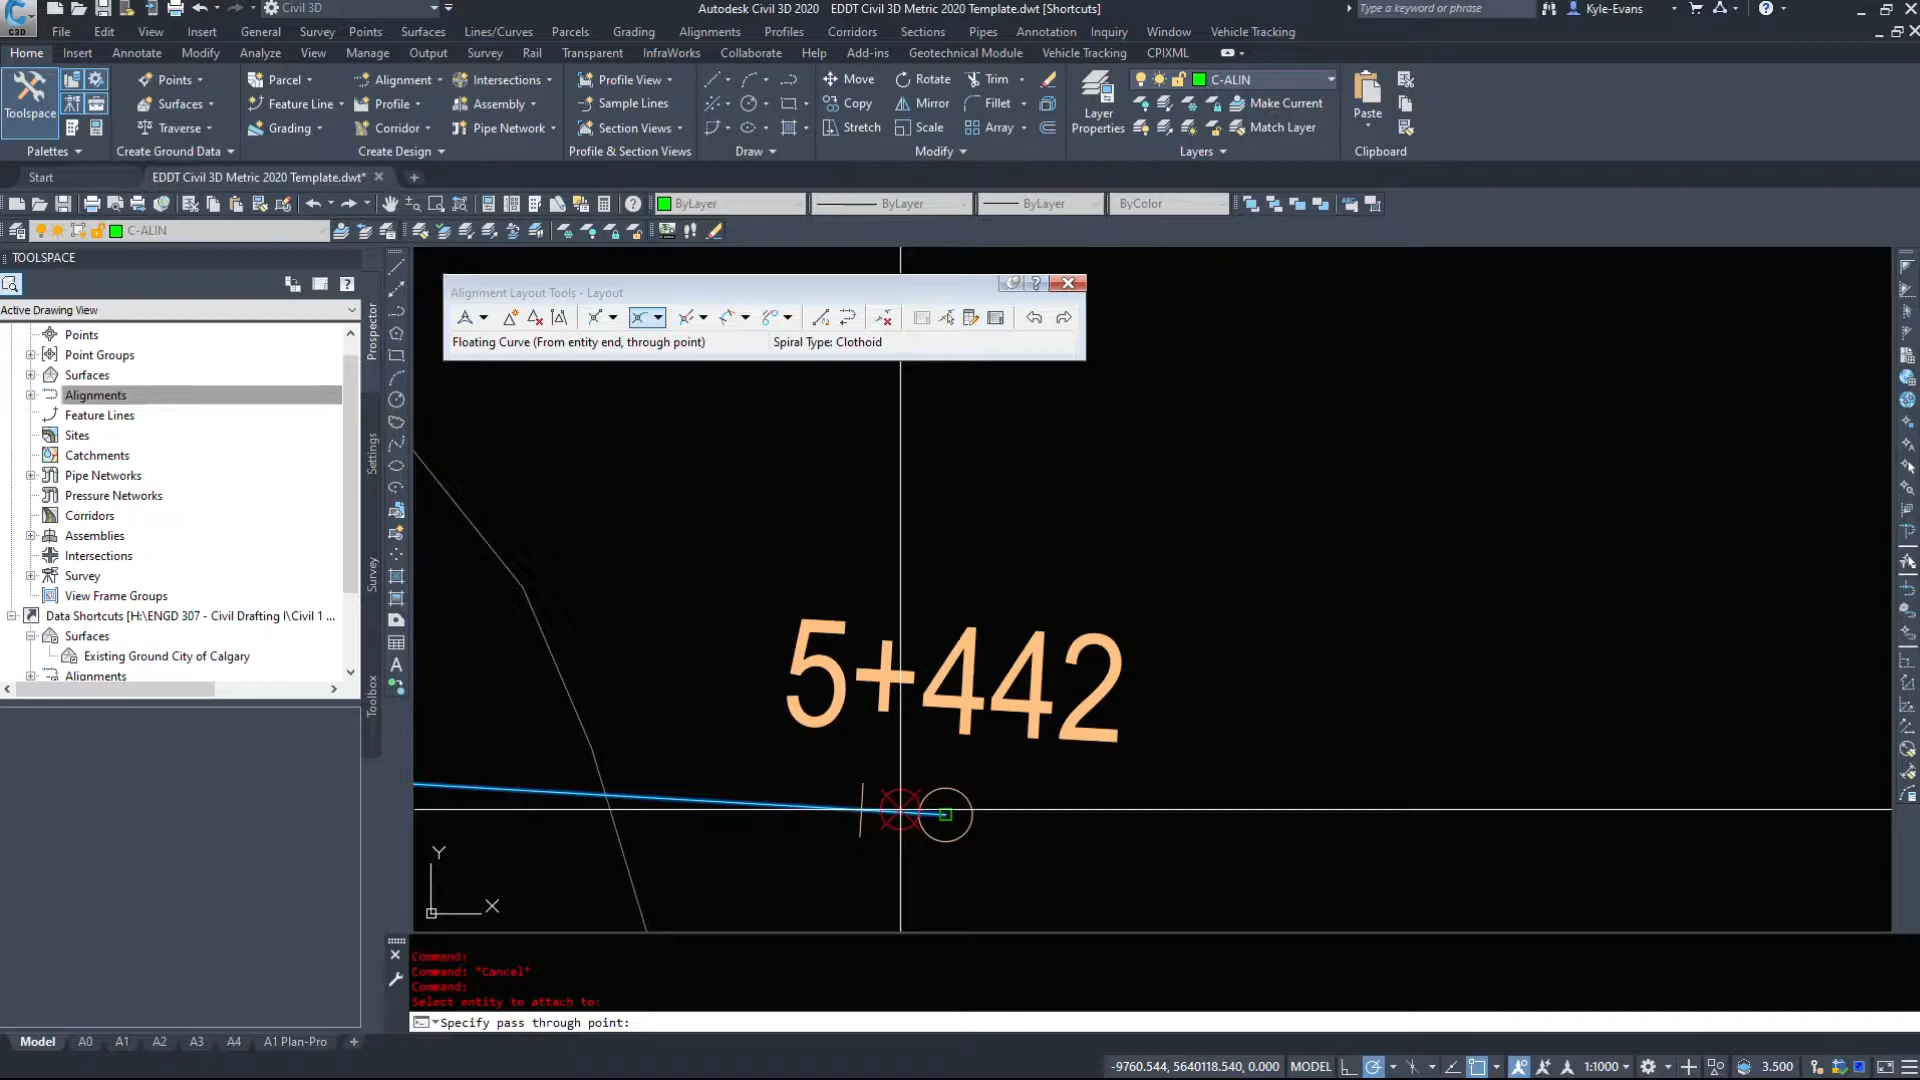 Civil 3D
Autodesk Civil 3D 2020 EDDT Civil 3D Metric 2020 Template.dwt [Shortcuts]
Type a keyword or phrase
Kyle-Evans
C3D
File Edit View Insert General Survey Points Surfaces Lines/Curves Parcels Grading Alignments Profiles Corridors Sections Pipes Annotation Inquiry Window Vehicle Tracking
Home Insert Annotate Modify Analyze View Manage Output Survey Rail Transparent InfraWorks Collaborate Help Add-ins Geotechnical Module Vehicle Tracking CPIXML
Points Parcel Alignment Intersections Profile View Move Rotate Trim C-ALIN
Toolspace Surfaces Feature Line Profile Assembly Sample Lines Copy Mirror Fillet Layer Properties Make Current Paste
Traverse Grading Corridor Pipe Network Section Views Stretch Scale Array Match Layer
Palettes Create Ground Data Create Design Profile & Section Views Draw Modify Layers Clipboard
Start EDDT Civil 3D Metric 2020 Template.dwt*
ByLayer ByLayer ByLayer ByColor
C-ALIN
TOOLSPACE
Active Drawing View
Points
Point Groups
Surfaces
Alignments
Feature Lines
Sites
Catchments
Pipe Networks
Pressure Networks
Corridors
Assemblies
Intersections
Survey
View Frame Groups
Data Shortcuts [H:\ENGD 307 - Civil Drafting I\Civil 1 ...
Surfaces
Existing Ground City of Calgary
Alignments
Prospector
Settings
Survey
Toolbox
Alignment Layout Tools - Layout
Floating Curve (From entity end, through point) Spiral Type: Clothoid
5+442
Y
X
Command:
Command: *Cancel*
Command:
Select entity to attach to:
Specify pass through point:
Model A0 A1 A2 A3 A4 A1 Plan-Pro
-9760.544, 5640118.540, 0.000 MODEL 1:1000 3.500